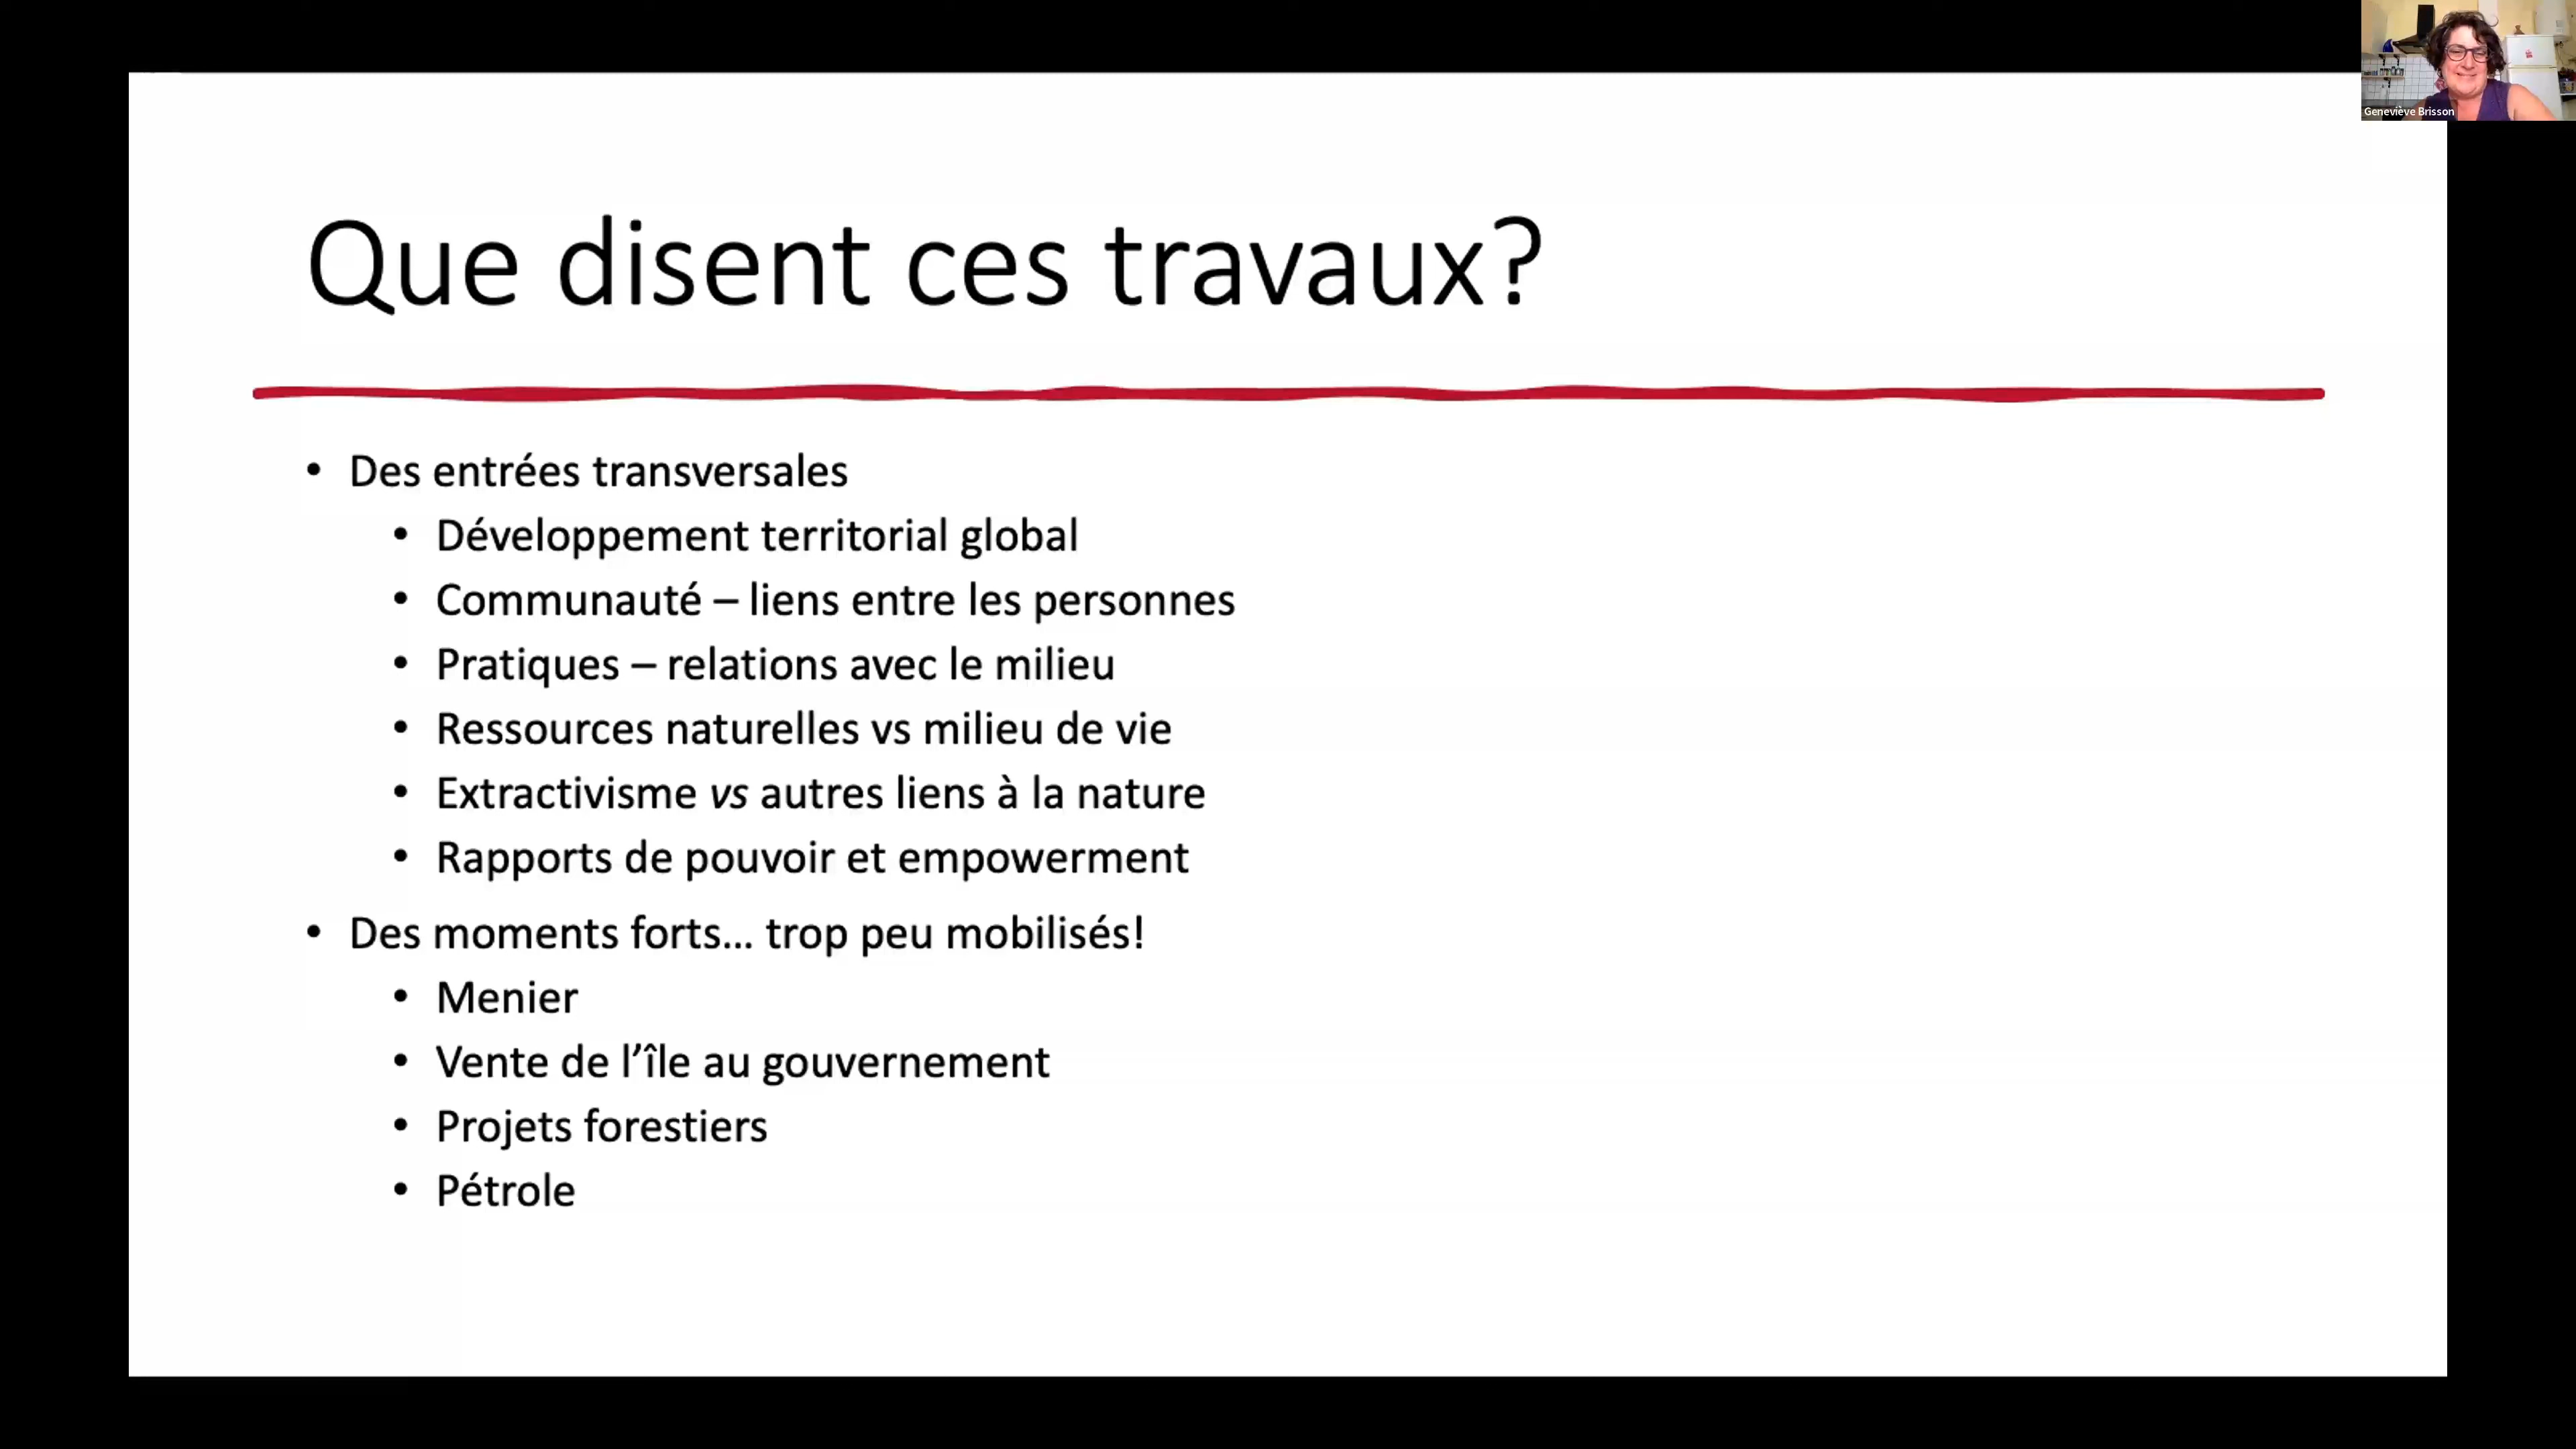 Geneviève Brisson
Que disent ces travaux?
• Des entrées transversales
• Développement territorial global
• Communauté – liens entre les personnes
• Pratiques – relations avec le milieu
• Ressources naturelles vs milieu de vie
• Extractivisme vs autres liens à la nature
• Rapports de pouvoir et empowerment
• Des moments forts... trop peu mobilisés!
• Menier
• Vente de l’île au gouvernement
• Projets forestiers
• Pétrole